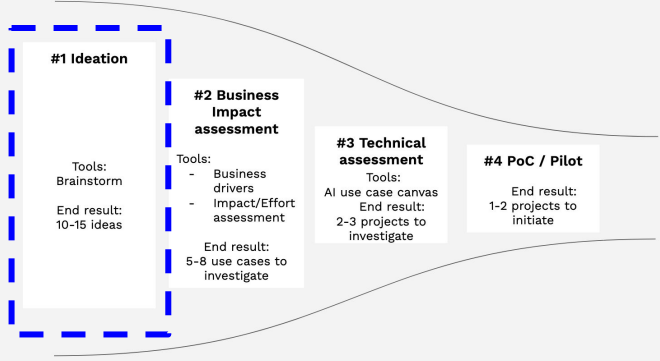 #1 Ideation
Tools:
Brainstorm
End result:
10-15 ideas
#2 Business
Impact
assessment
Tools:
- Business
drivers
- Impact/Effort
assessment
End result:
5-8 use cases to
investigate
#3 Technical
assessment
Tools:
AI use case canvas
End result:
2-3 projects to
investigate
#4 PoC / Pilot
End result:
1-2 projects to
initiate